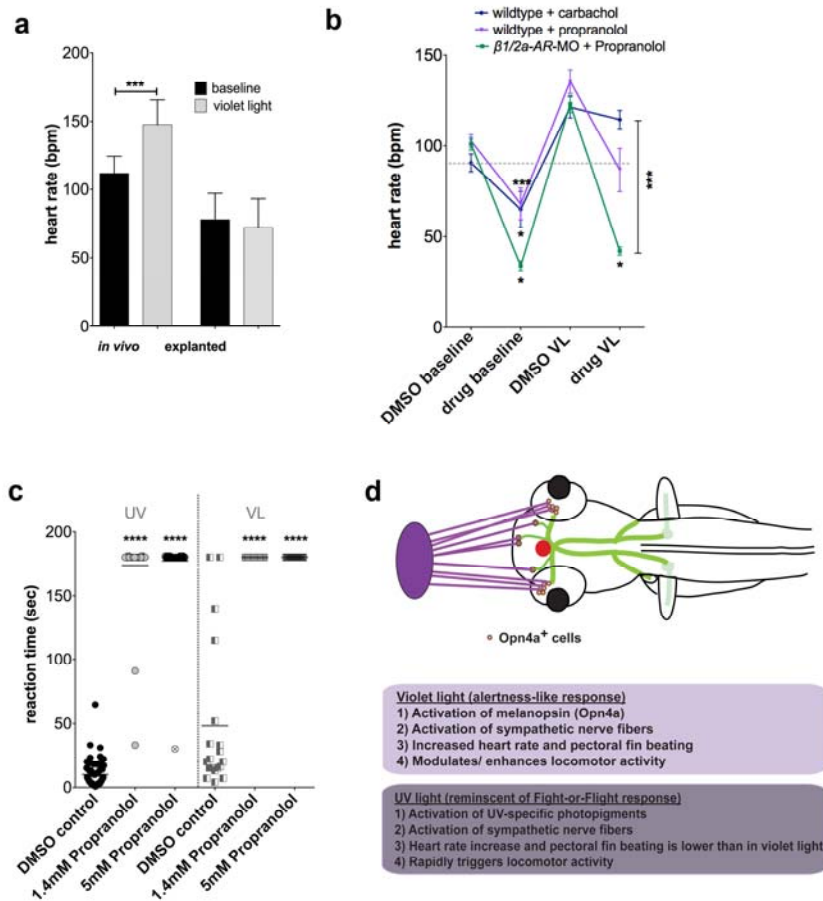 a
200
150
100
50
0
heart rate (bpm)
***
baseline
violet light
in vivo
explanted
b
wildtype + carbachol
wildtype + propranolol
β1/2a-AR-MO + Propranolol
150
100
50
0
heart rate (bpm)
***
*
*
*
***
DMSO baseline
drug baseline
DMSO VL
drug VL
c
UV
VL
200
150
100
50
0
reaction time (sec)
****
****
****
****
DMSO control
1.4mM Propranolol
5mM Propranolol
DMSO control
1.4mM Propranolol
5mM Propranolol
d
Opn4a+ cells
Violet light (alertness-like response)
1) Activation of melanopsin (Opn4a)
2) Activation of sympathetic nerve fibers
3) Increased heart rate and pectoral fin beating
4) Modulates/ enhances locomotor activity
UV light (reminscent of Fight-or-Flight response)
1) Activation of UV-specific photopigments
2) Activation of sympathetic nerve fibers
3) Heart rate increase and pectoral fin beating is lower than in violet light
4) Rapidly triggers locomotor activity